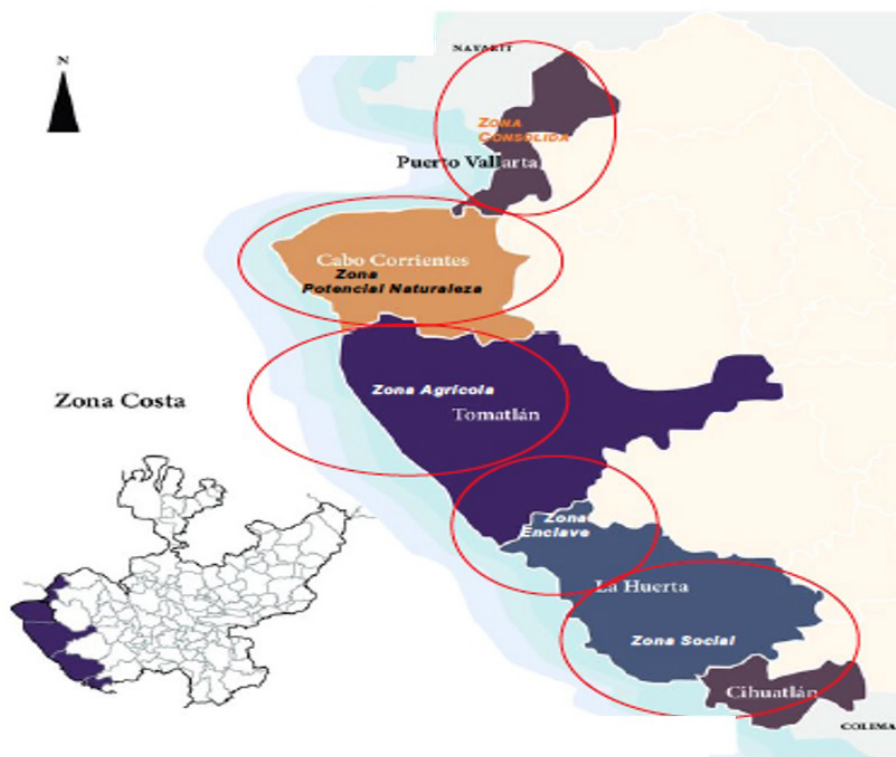 NAYARIT
N
ZONA
CONSOLIDA
Puerto Vallarta
Cabo Corrientes
Zona
Potencial Naturaleza
Zona Agrícola
Zona Costa
Tomatlán
Zona
Enclave
La Huerta
Zona Social
Cihuatlán
COLIMA